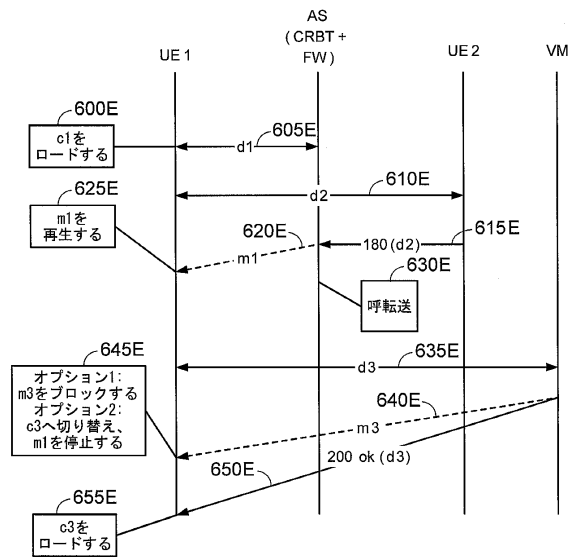 AS
(CRBT +
FW)
UE1
UE2
VM
600E
c1を
ロードする
605E
d1
625E
m1を
再生する
610E
d2
620E
m1
615E
180(d2)
630E
呼転送
645E
オプション1:
m3をブロックする
オプション2:
c3へ切り替え、
m1を停止する
635E
d3
640E
m3
650E
200 ok(d3)
655E
c3を
ロードする